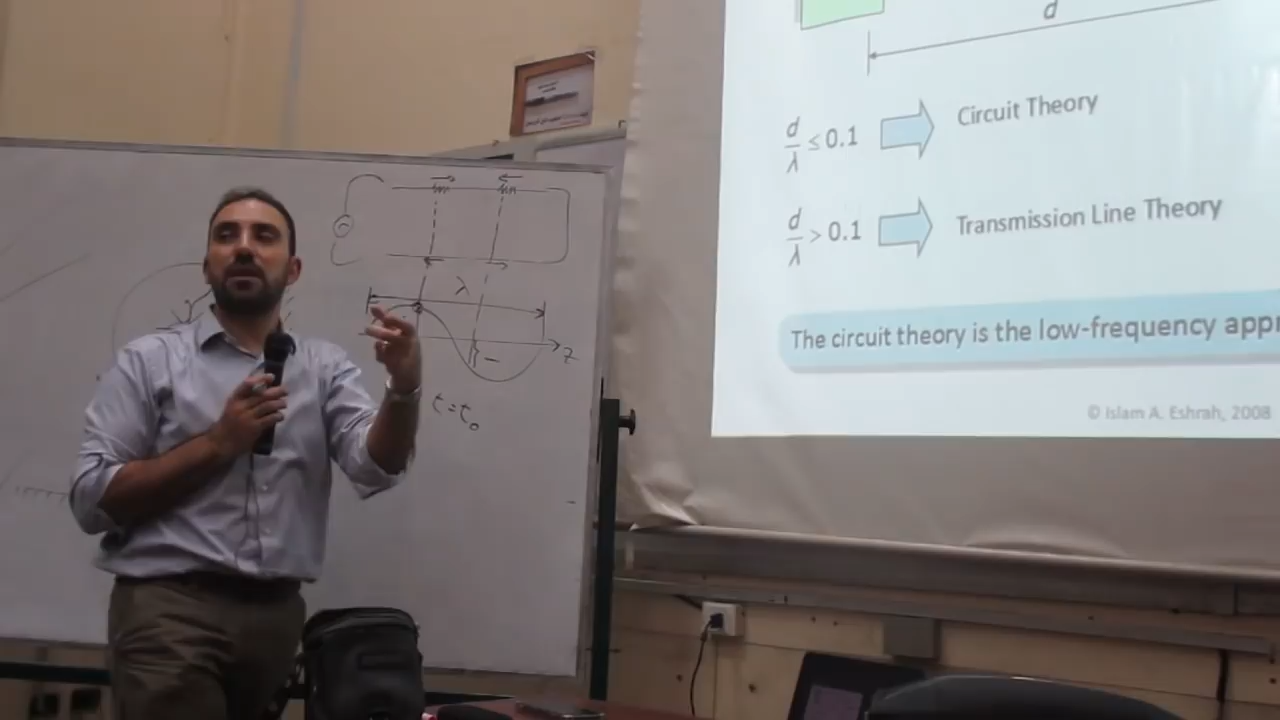 λ
z
t = t₀
d
d/λ ≤ 0.1 Circuit Theory
d/λ > 0.1 Transmission Line Theory
The circuit theory is the low-frequency appr
© Islam A. Eshrah, 2008